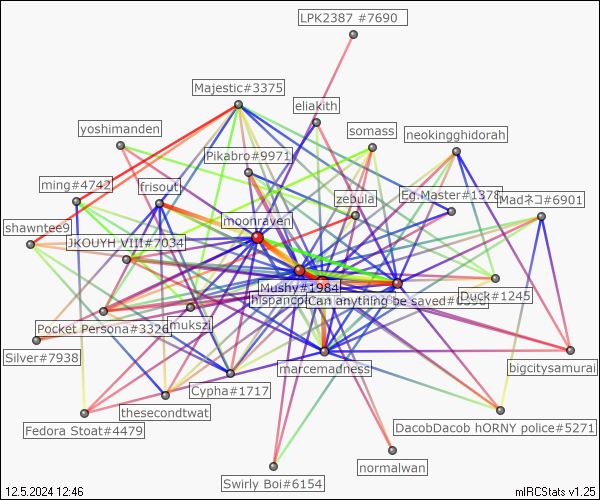 LPK2387 #7690
Majestic#3375
eliakith
yoshimanden
somass
neokingghidorah
Pikabro#9971
ming#4742
frisout
zebula
Eg.Master#1378
Madネコ#6901
moonraven
shawntee9
JKOUYH VIII#7034
Mushy#1984
hispancpa
Can anything be saved#0
Duck#1245
Pocket Persona#3326
mukszi
Silver#7938
marcemadness
bigcitysamurai
Cypha#1717
thesecondtwat
Fedora Stoat#4479
DacobDacob hORNY police#5271
normalwan
Swirly Boi#6154
12.5.2024 12:46
mIRCStats v1.25